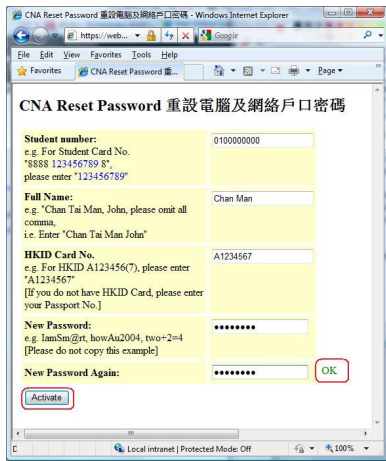 CNA Reset Password 重設電腦及網絡戶口密碼 - Windows Internet Explorer
https://web...
Google
File Edit View Favorites Tools Help
Favorites CNA Reset Password 重...
Page
CNA Reset Password 重設電腦及網絡戶口密碼
Student number:
e.g. For Student Card No.
"8888 123456789 8",
please enter "123456789"
0100000000
Full Name:
e.g. "Chan Tai Man, John, please omit all
comma,
i.e. Enter "Chan Tai Man John"
Chan Man
HKID Card No.
e.g. For HKID A123456(7), please enter
"A1234567"
[If you do not have HKID Card, please enter
your Passport No.]
A1234567
New Password:
e.g. IamSm@rt, howAu2004, two+2=4
[Please do not copy this example]
●●●●●●●●
New Password Again:
●●●●●●●●
OK
Activate
Local intranet | Protected Mode: Off
100%